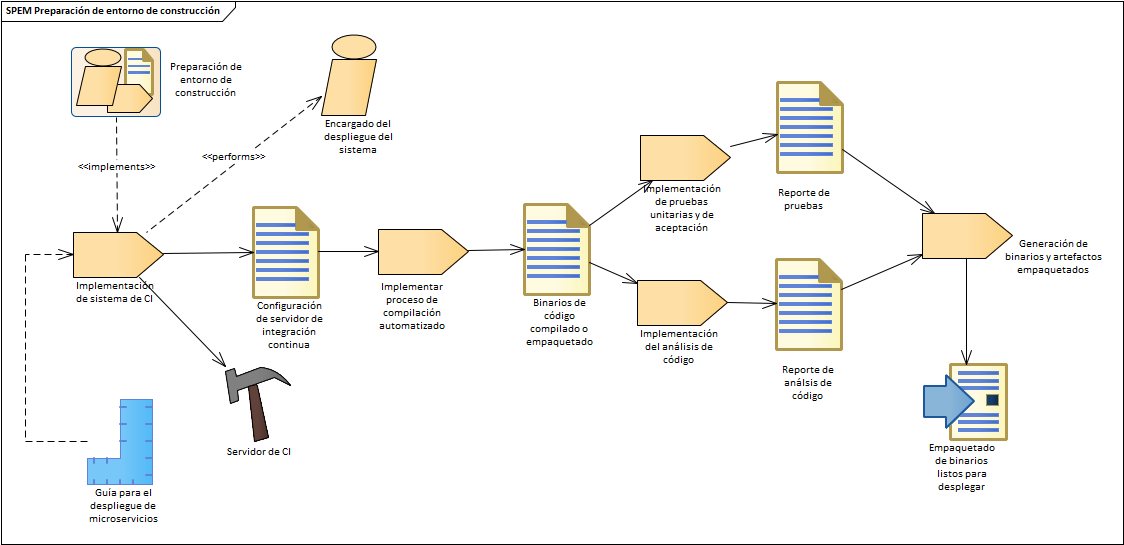 SPEM Preparación de entorno de construcción
Preparación de
entorno de
construcción
Encargado del
despliegue del
sistema
<<implements>>
<<performs>>
Implementación
de sistema de CI
Configuración
de servidor de
integración
continua
Implementar
proceso de
compilación
automatizado
Binarios de
código
compilado o
empaquetado
Implementación
de pruebas
unitarias y de
aceptación
Reporte de
pruebas
Implementación
del análisis de
código
Reporte de
análsis de
código
Generación de
binarios y artefactos
empaquetados
Empaquetado
de binarios
listos para
desplegar
Servidor de CI
Guía para el
despliegue de
microservicios